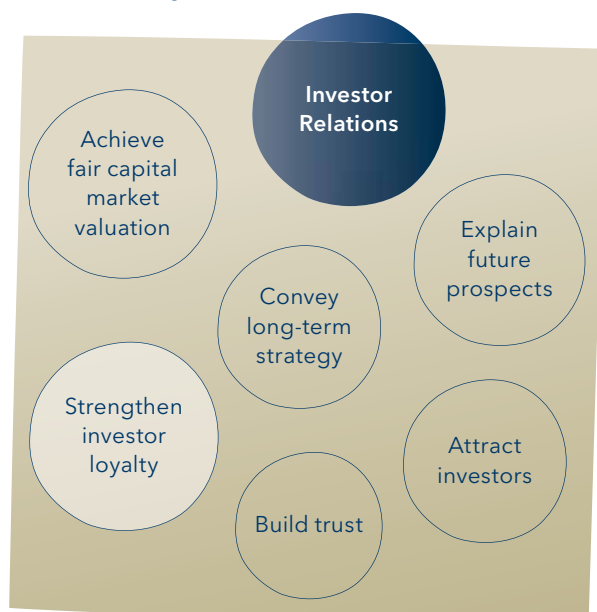 Investor
Relations
Achieve
fair capital
market
valuation
Explain
future
prospects
Convey
long-term
strategy
Strengthen
investor
loyalty
Attract
investors
Build trust